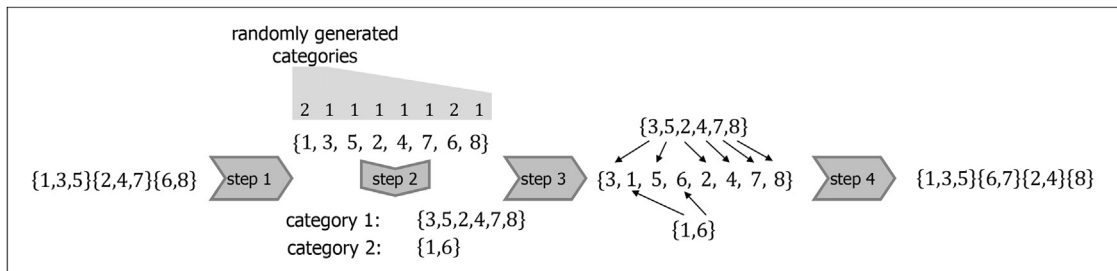 randomly generated
categories
2 1 1 1 1 1 2 1
{1, 3, 5, 2, 4, 7, 6, 8}
{3,5,2,4,7,8}
{1,3,5}{2,4,7}{6,8}
step 1
step 2
step 3
{3, 1, 5, 6, 2, 4, 7, 8}
step 4
{1,3,5}{6,7}{2,4}{8}
category 1: {3,5,2,4,7,8}
category 2: {1,6}
{1,6}